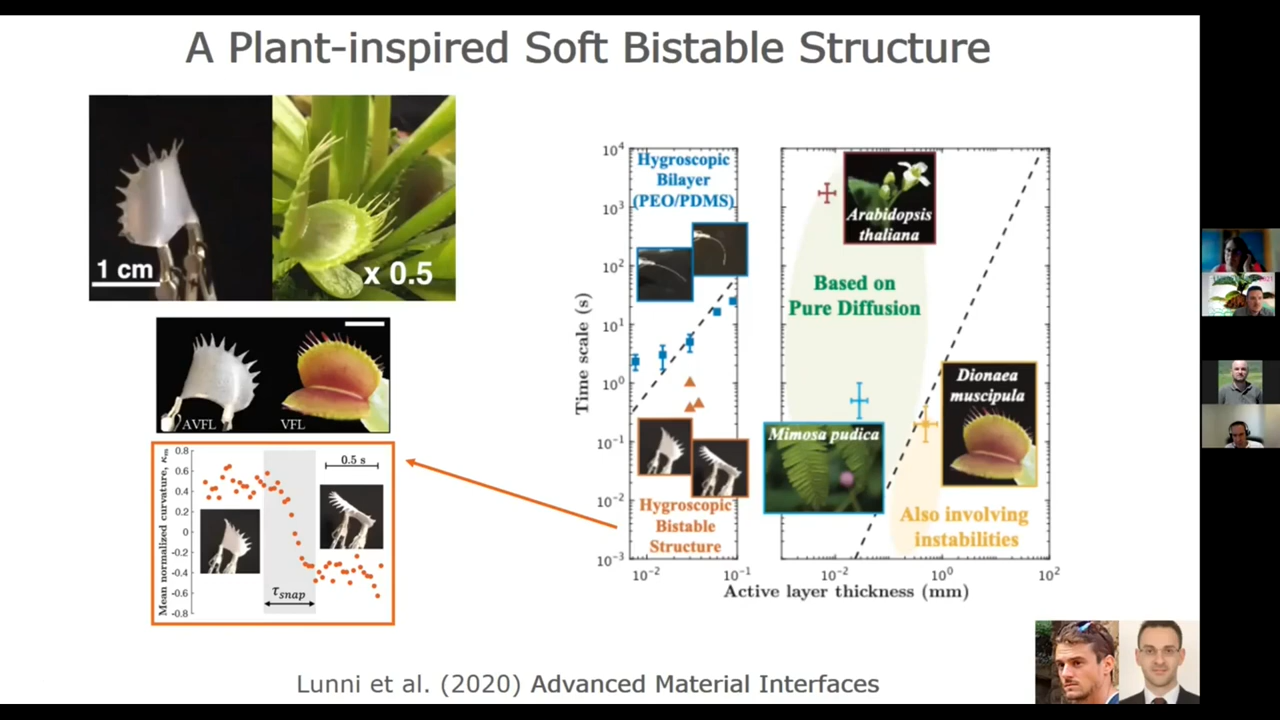 A Plant-inspired Soft Bistable Structure
1 cm
x 0.5
AVFL
VFL
Mean normalized curvature, κm
0.8
0.6
0.4
0.2
0
-0.2
-0.4
-0.6
-0.8
0.5 s
τsnap
Time scale (s)
10⁴
10³
10²
10¹
10⁰
10⁻¹
10⁻²
10⁻³
Hygroscopic
Bilayer
(PEO/PDMS)
Hygroscopic
Bistable
Structure
Arabidopsis
thaliana
Based on
Pure Diffusion
Dionaea
muscipula
Mimosa pudica
Also involving
instabilities
10⁻² 10⁻¹ 10⁻² 10⁰ 10²
Active layer thickness (mm)
Lunni et al. (2020) Advanced Material Interfaces